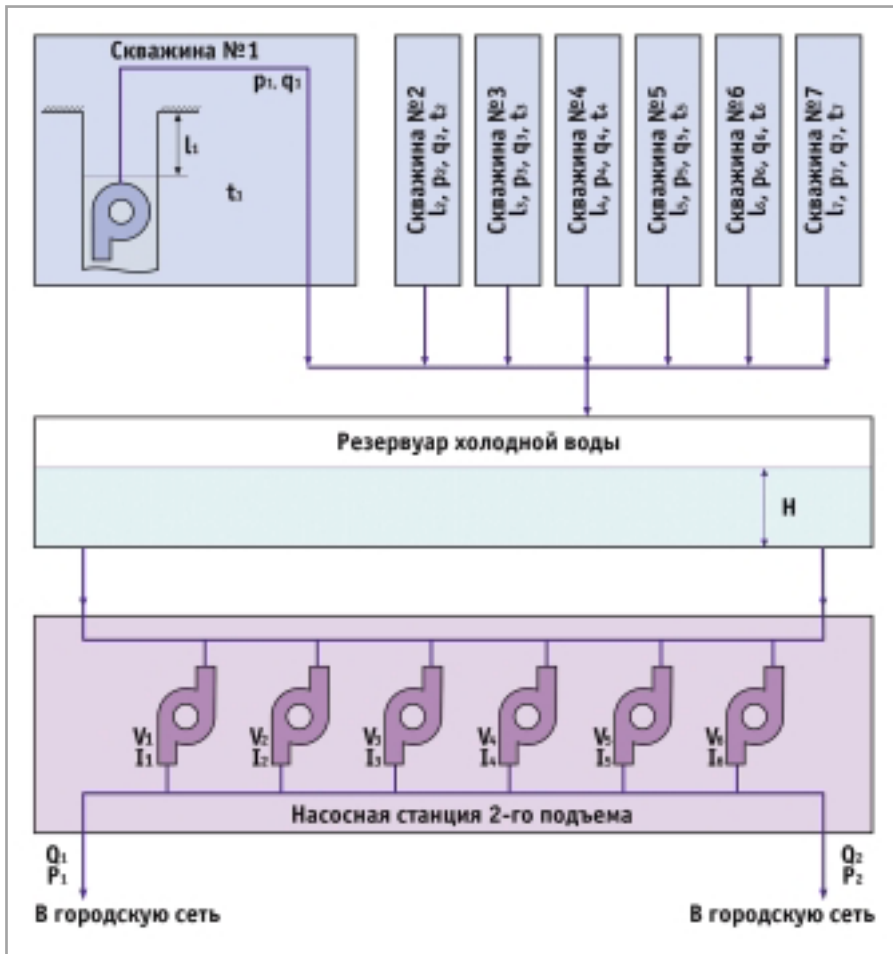 Скважина №1
p₁, q₁
l₁
t₁
Скважина №2
l₂, p₂, q₂, t₂
Скважина №3
l₃, p₃, q₃, t₃
Скважина №4
l₄, p₄, q₄, t₄
Скважина №5
l₅, p₅, q₅, t₅
Скважина №6
l₆, p₆, q₆, t₆
Скважина №7
l₇, p₇, q₇, t₇
Резервуар холодной воды
H
V₁
I₁
V₂
I₂
V₃
I₃
V₄
I₄
V₅
I₅
V₆
I₆
Насосная станция 2-го подъема
Q₁
P₁
Q₂
P₂
В городскую сеть
В городскую сеть